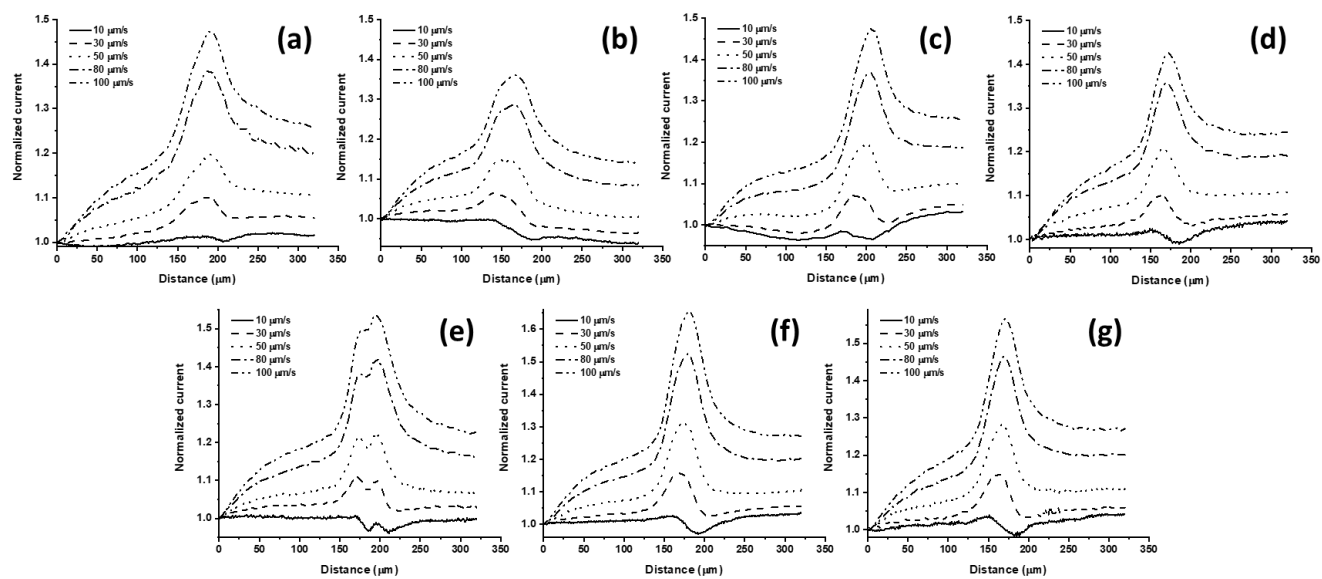 (a)
10 μm/s
30 μm/s
50 μm/s
80 μm/s
100 μm/s
Normalized current
1.5
1.4
1.3
1.2
1.1
1.0
0 50 100 150 200 250 300 350
Distance (μm)
(b)
10 μm/s
30 μm/s
50 μm/s
80 μm/s
100 μm/s
Normalized current
1.5
1.4
1.3
1.2
1.1
1.0
0 50 100 150 200 250 300 350
Distance (μm)
(c)
10 μm/s
30 μm/s
50 μm/s
80 μm/s
100 μm/s
Normalized current
1.5
1.4
1.3
1.2
1.1
1.0
0 50 100 150 200 250 300 350
Distance (μm)
(d)
10 μm/s
30 μm/s
50 μm/s
80 μm/s
100 μm/s
Normalized current
1.5
1.4
1.3
1.2
1.1
1.0
0 50 100 150 200 250 300 350
Distance (μm)
(e)
10 μm/s
30 μm/s
50 μm/s
80 μm/s
100 μm/s
Normalized current
1.5
1.4
1.3
1.2
1.1
1.0
0 50 100 150 200 250 300 350
Distance (μm)
(f)
10 μm/s
30 μm/s
50 μm/s
80 μm/s
100 μm/s
Normalized current
1.6
1.5
1.4
1.3
1.2
1.1
1.0
0 50 100 150 200 250 300 350
Distance (μm)
(g)
10 μm/s
30 μm/s
50 μm/s
80 μm/s
100 μm/s
Normalized current
1.5
1.4
1.3
1.2
1.1
1.0
0 50 100 150 200 250 300 350
Distance (μm)